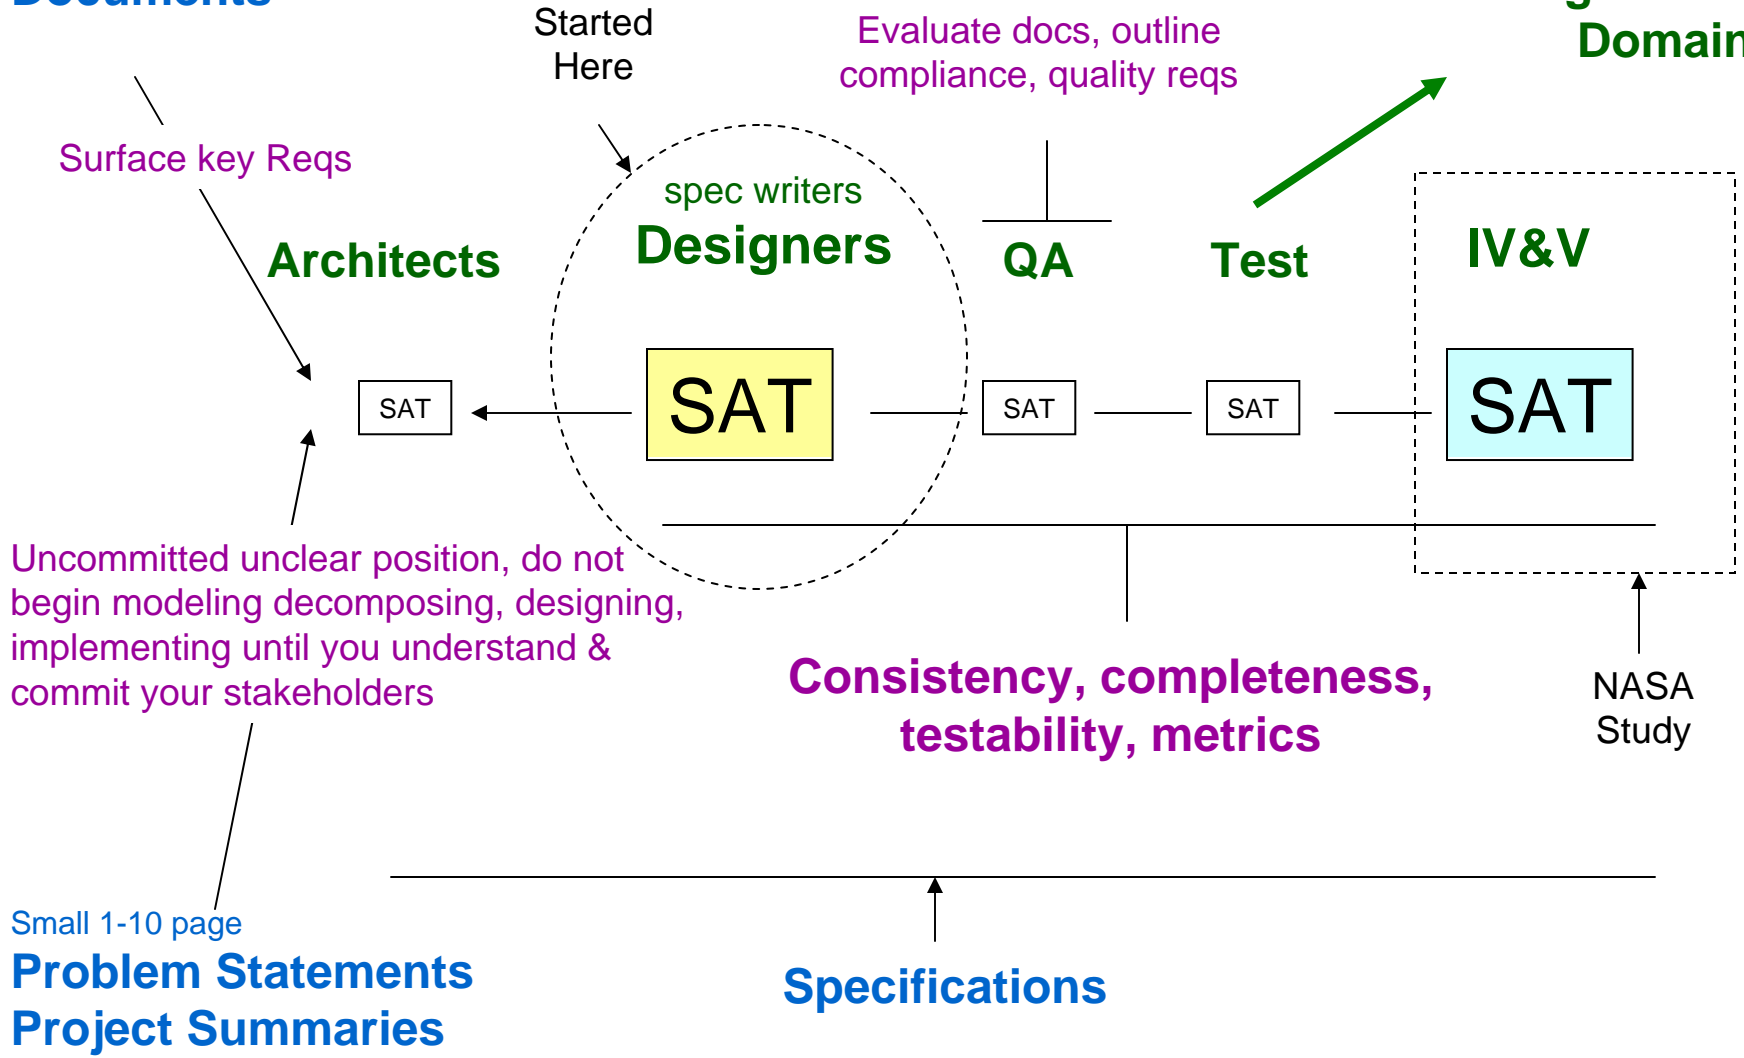 Documents
Started
Here
Evaluate docs, outline
compliance, quality reqs
Domain
Surface key Reqs
spec writers
Architects
Designers
QA
Test
IV&V
SAT
SAT
SAT
SAT
SAT
Uncommitted unclear position, do not
begin modeling decomposing, designing,
implementing until you understand &
commit your stakeholders
Consistency, completeness,
testability, metrics
NASA
Study
Small 1-10 page
Problem Statements
Project Summaries
Specifications